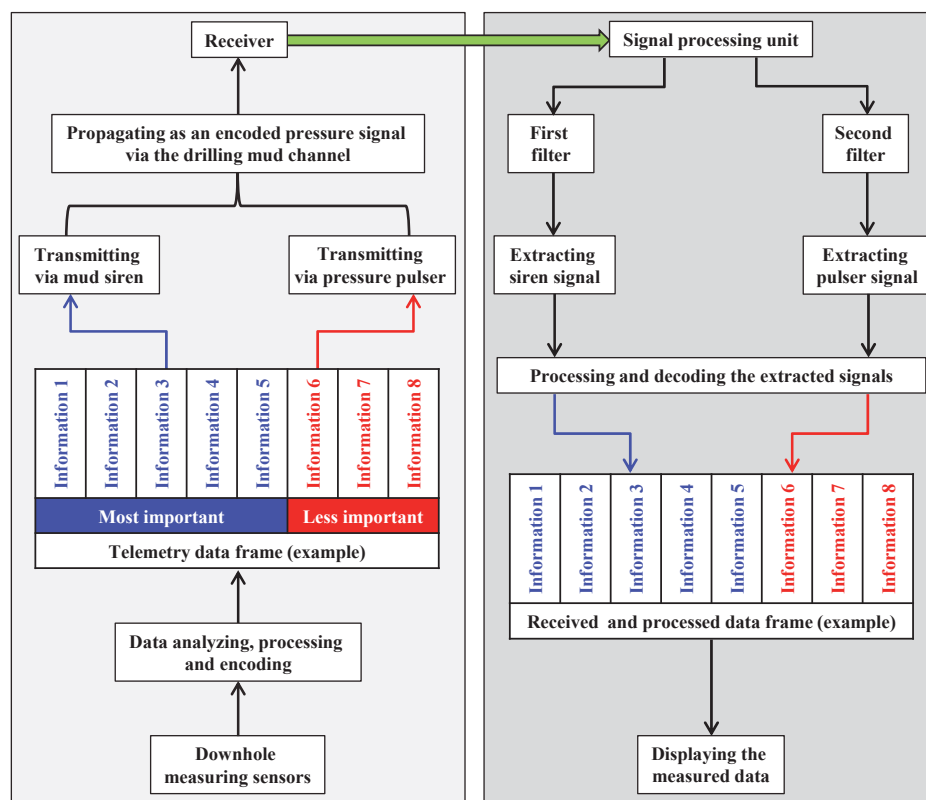 Receiver
Propagating as an encoded pressure signal
via the drilling mud channel
Transmitting
via mud siren
Transmitting
via pressure pulser
Information 1
Information 2
Information 3
Information 4
Information 5
Information 6
Information 7
Information 8
Most important
Less important
Telemetry data frame (example)
Data analyzing, processing
and encoding
Downhole
measuring sensors
Signal processing unit
First
filter
Second
filter
Extracting
siren signal
Extracting
pulser signal
Processing and decoding the extracted signals
Information 1
Information 2
Information 3
Information 4
Information 5
Information 6
Information 7
Information 8
Received and processed data frame (example)
Displaying the
measured data